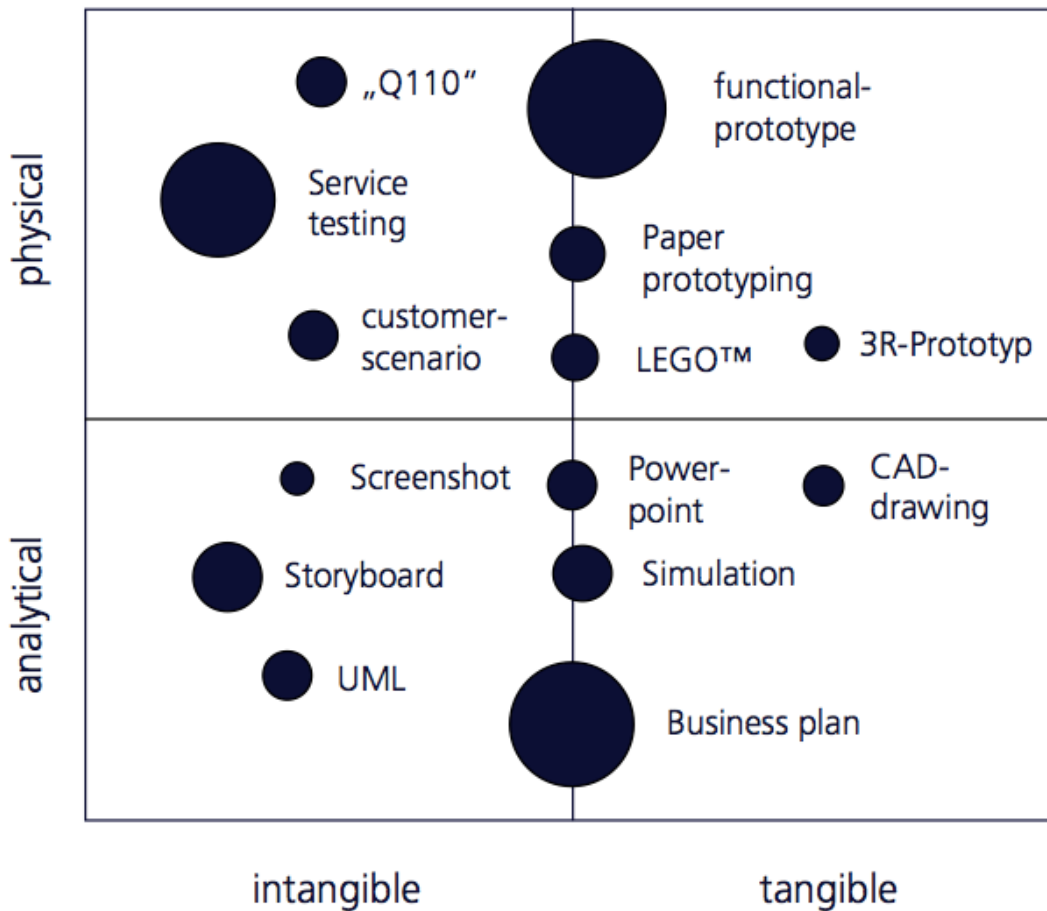 „Q110“
functional-
prototype
Service
testing
Paper
prototyping
customer-
scenario
LEGO™
3R-Prototyp
physical
Screenshot
Power-
point
CAD-
drawing
Storyboard
Simulation
UML
Business plan
analytical
intangible
tangible